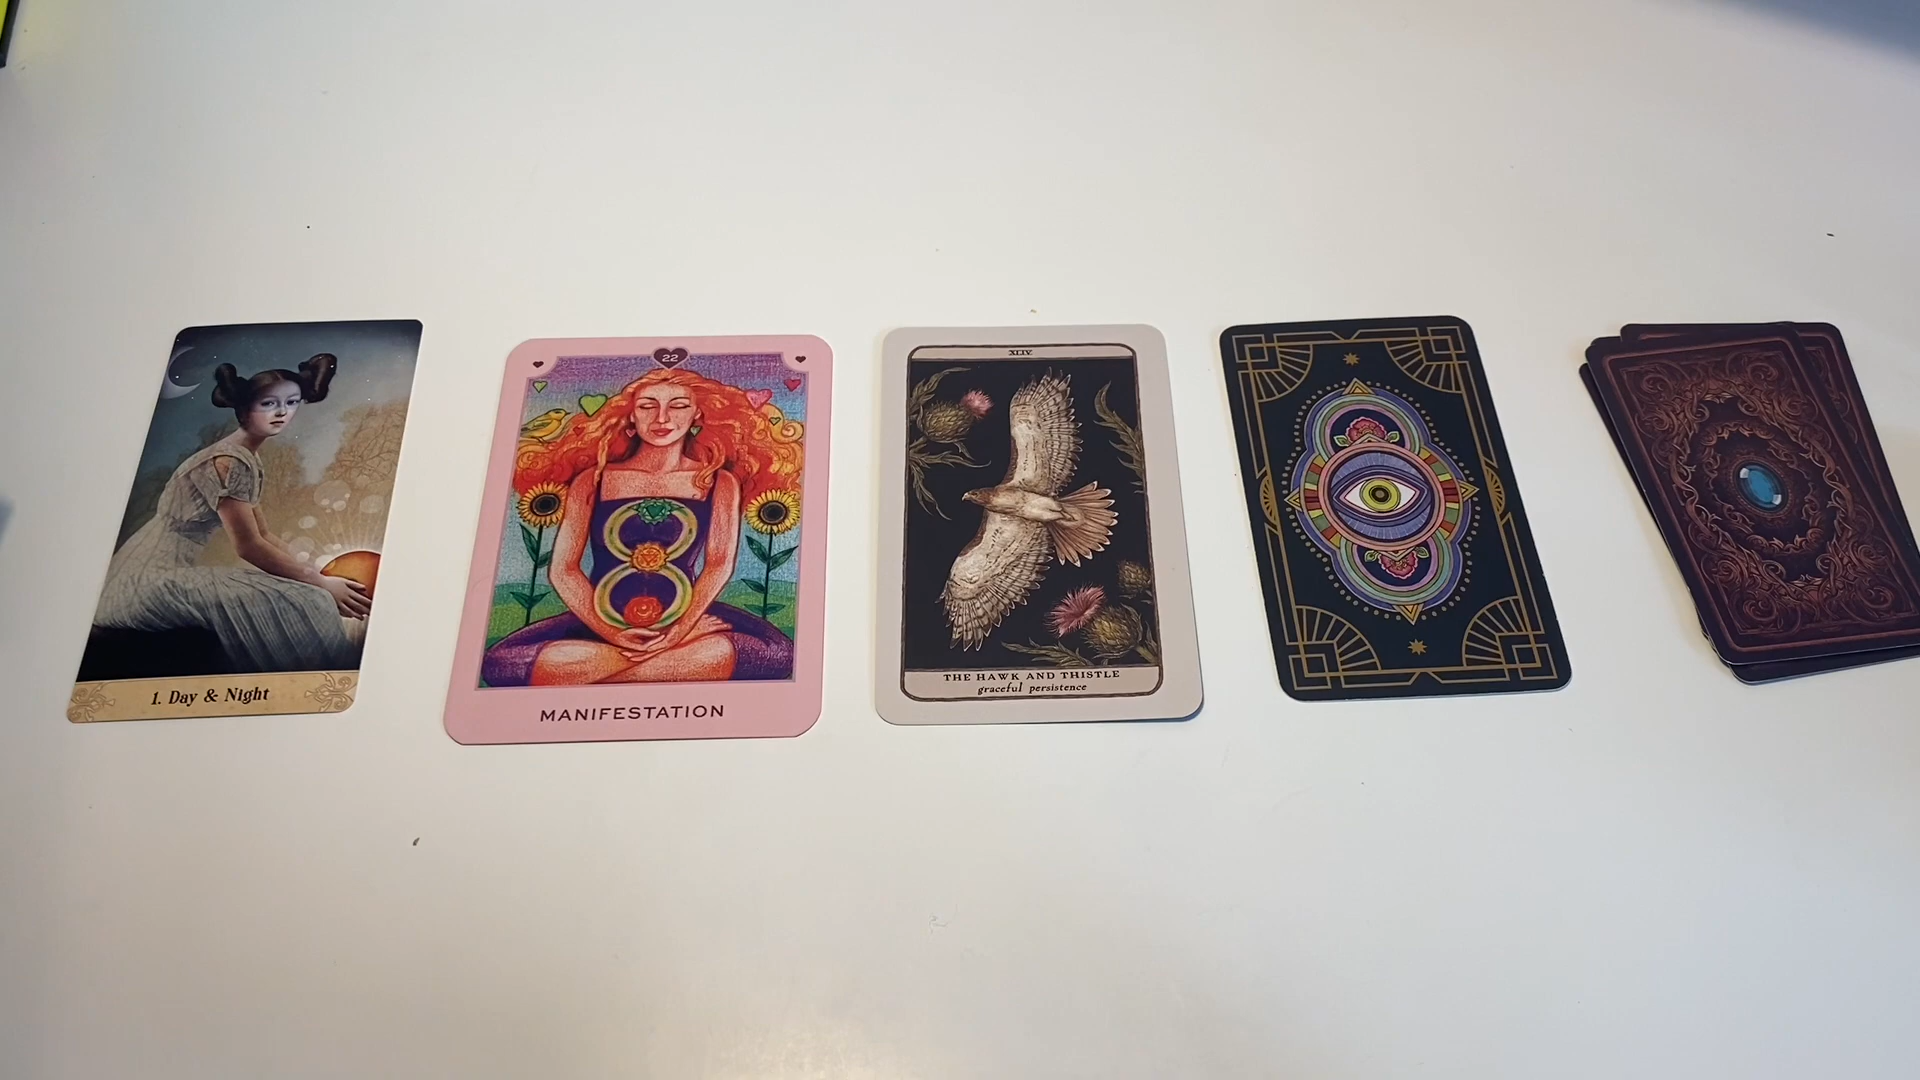 1. Day & Night
22
MANIFESTATION
XLIV.
THE HAWK AND THISTLE
graceful persistence